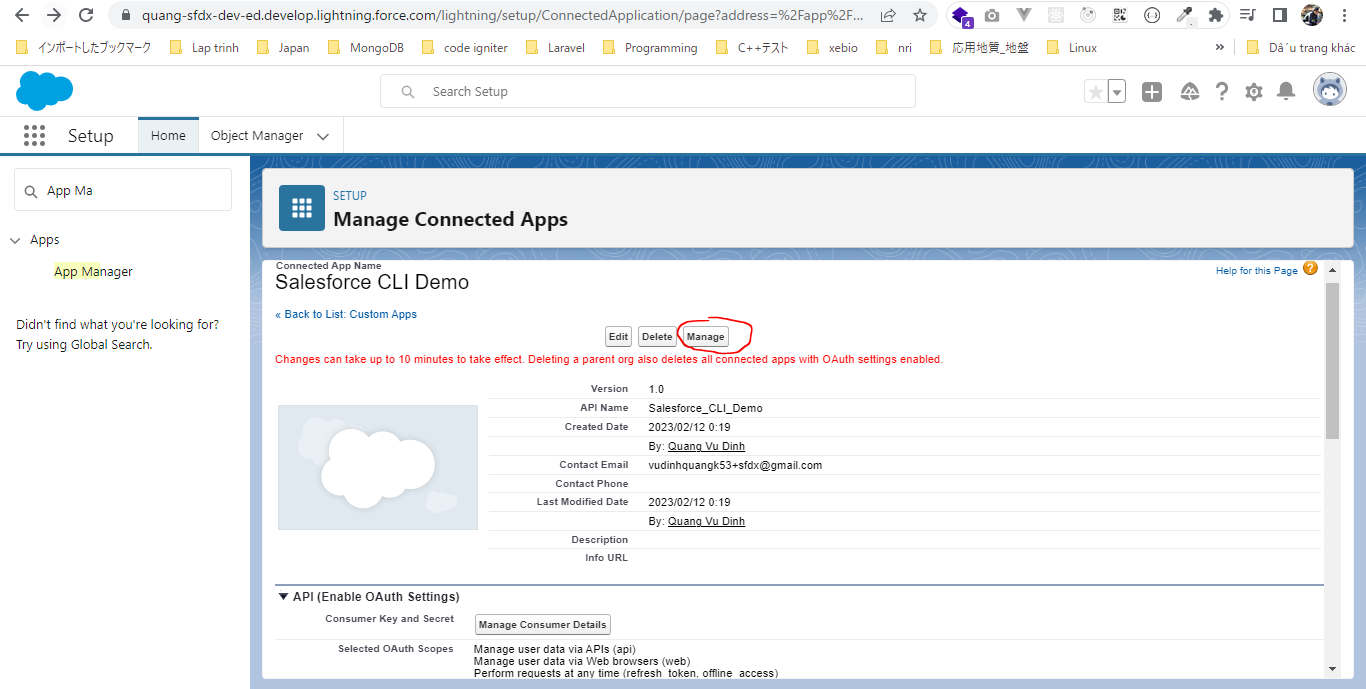 quang-sfdx-dev-ed.develop.lightning.force.com/lightning/setup/ConnectedApplication/page?address=%2Fapp%2F...
4
インポートしたブックマーク Lap trinh Japan MongoDB code igniter Laravel Programming C++テスト xebio nri 応用地質_地盤 Linux » Dấu trang khác
Search Setup
Setup Home Object Manager
App Ma
Apps
App Manager
Didn't find what you're looking for?
Try using Global Search.
SETUP
Manage Connected Apps
Connected App Name
Salesforce CLI Demo
Help for this Page ?
« Back to List: Custom Apps
Edit Delete Manage
Changes can take up to 10 minutes to take effect. Deleting a parent org also deletes all connected apps with OAuth settings enabled.
Version 1.0
API Name Salesforce_CLI_Demo
Created Date 2023/02/12 0:19
By: Quang Vu Dinh
Contact Email vudinhquangk53+sfdx@gmail.com
Contact Phone
Last Modified Date 2023/02/12 0:19
By: Quang Vu Dinh
Description
Info URL
API (Enable OAuth Settings)
Consumer Key and Secret Manage Consumer Details
Selected OAuth Scopes Manage user data via APIs (api)
Manage user data via Web browsers (web)
Perform requests at any time (refresh_token, offline_access)